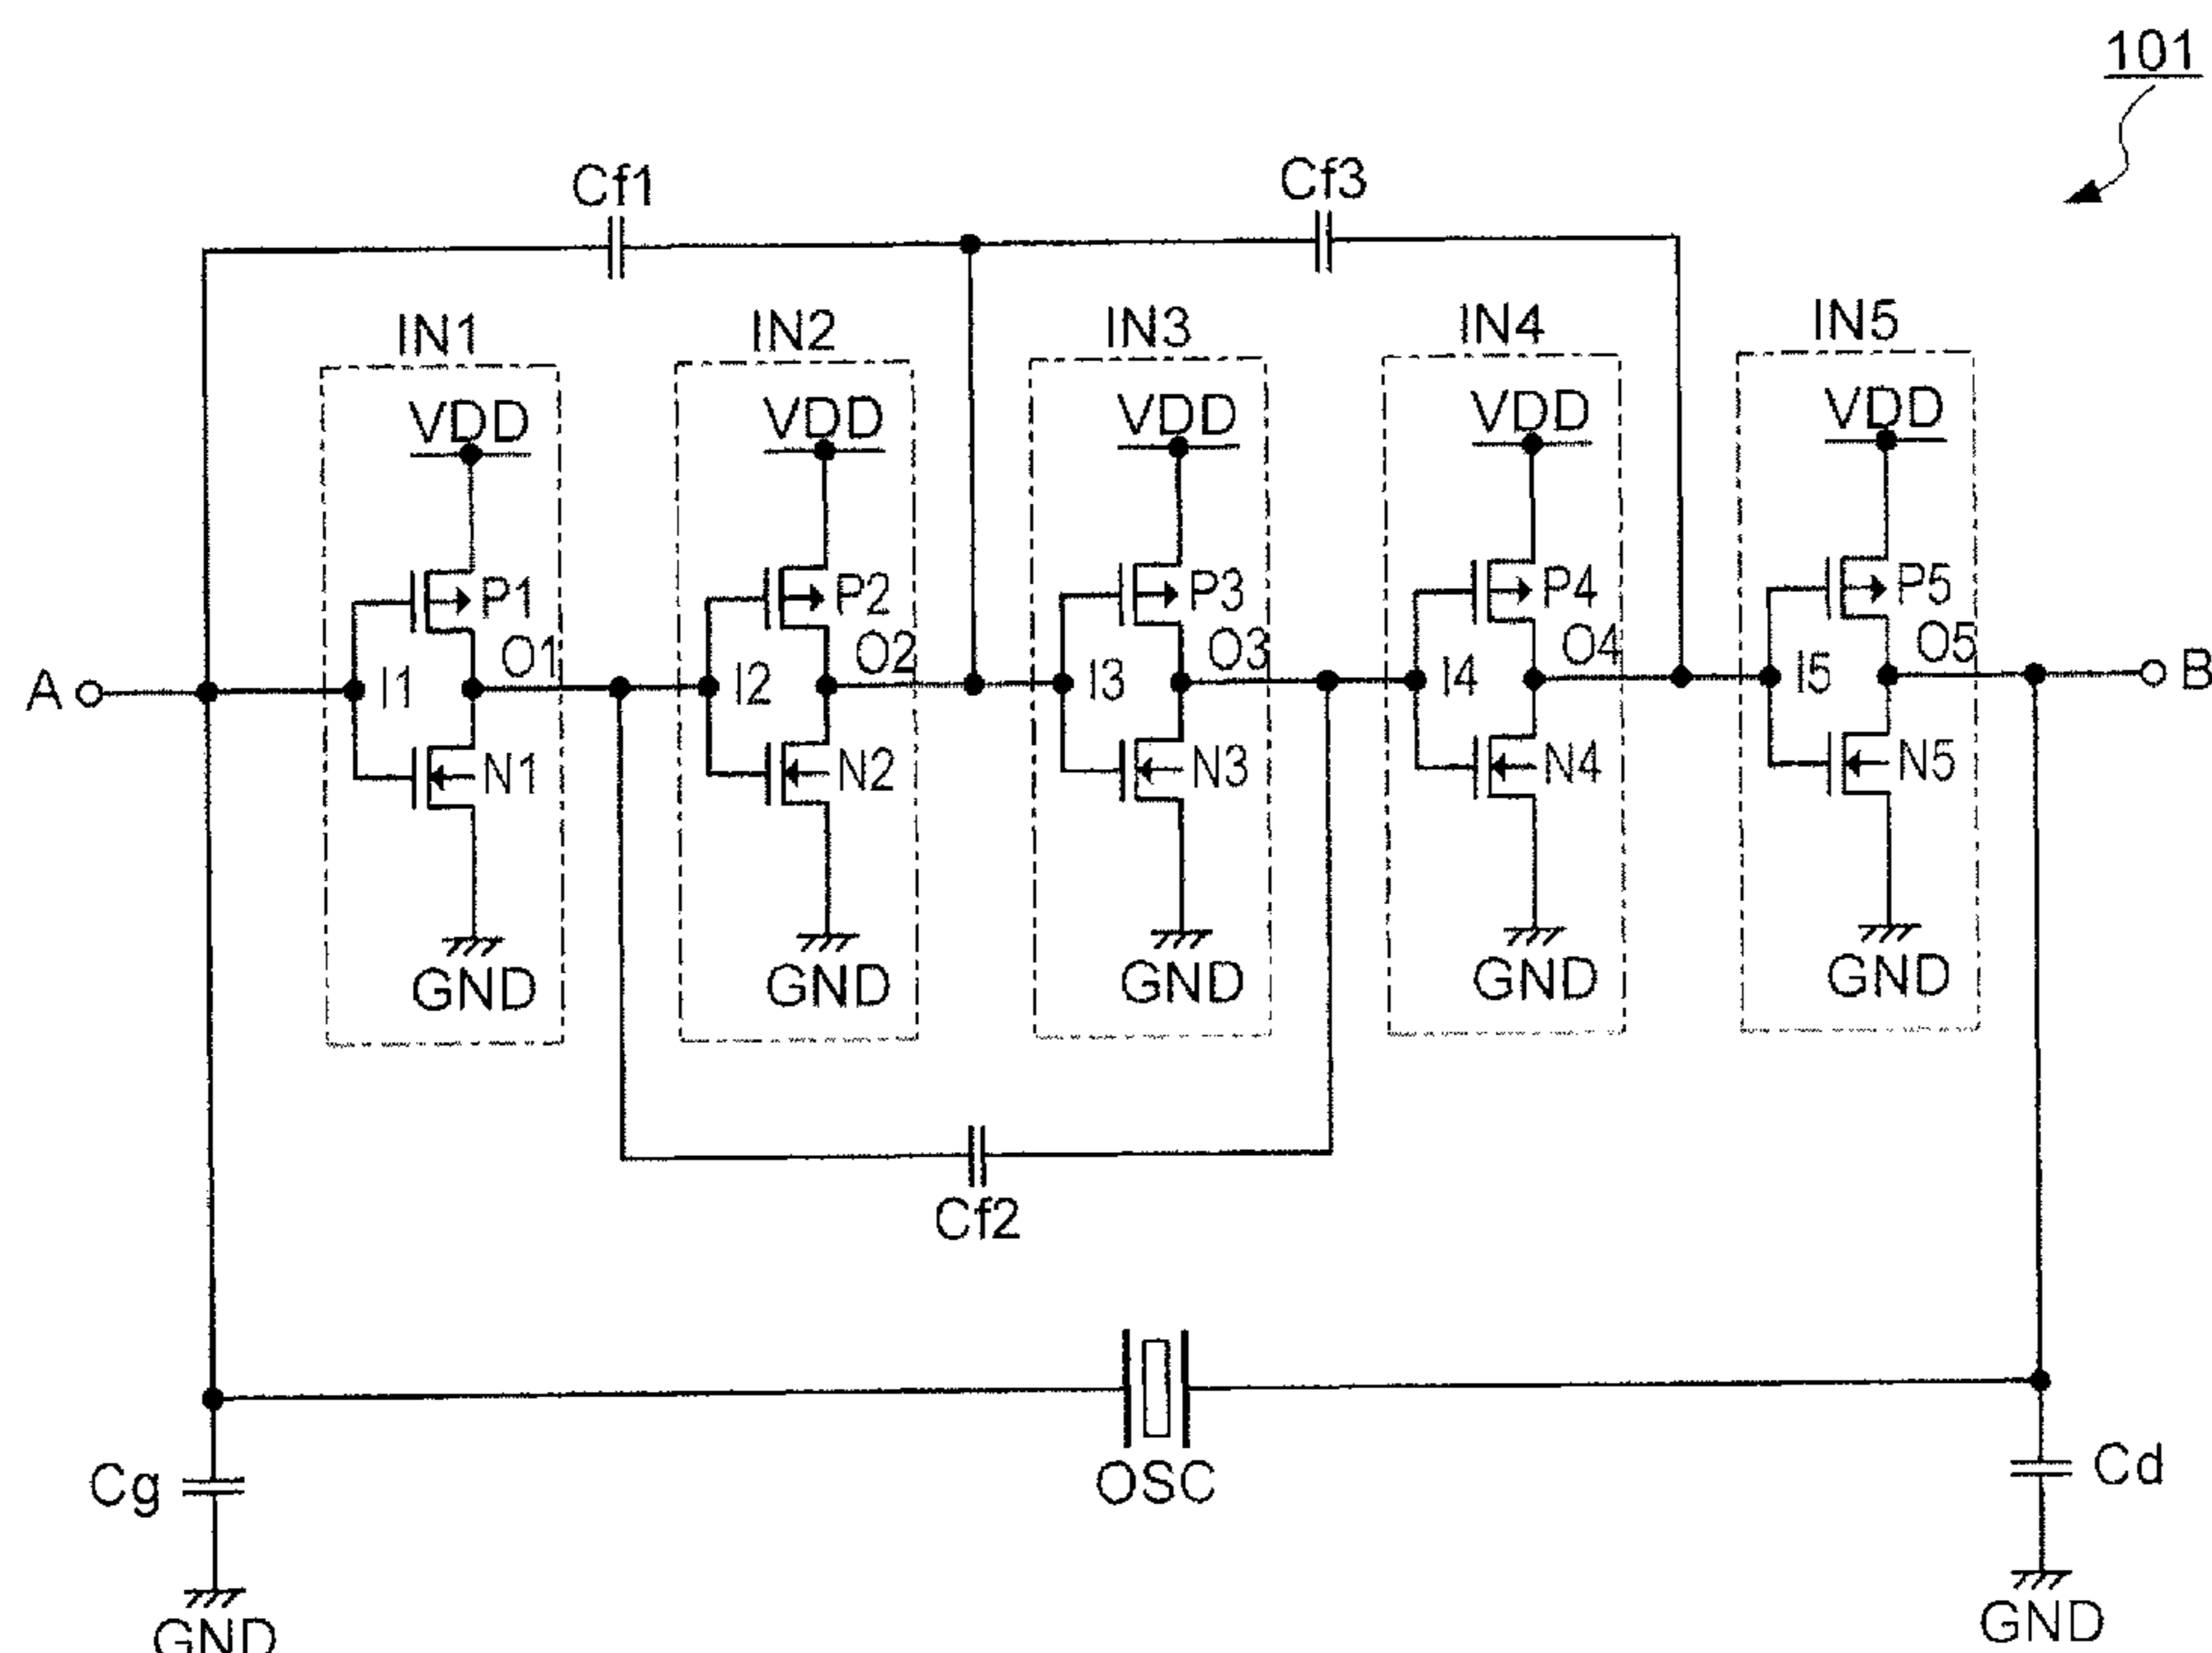 101
Cf1 Cf3
IN1 IN2 IN3 IN4 IN5
VDD VDD VDD VDD VDD
P1 P2 P3 P4 P5
O1 O2 O3 O4 O5
A I1 I2 I3 I4 I5 B
N1 N2 N3 N4 N5
GND GND GND GND GND
Cf2
Cg OSC Cd
GND GND